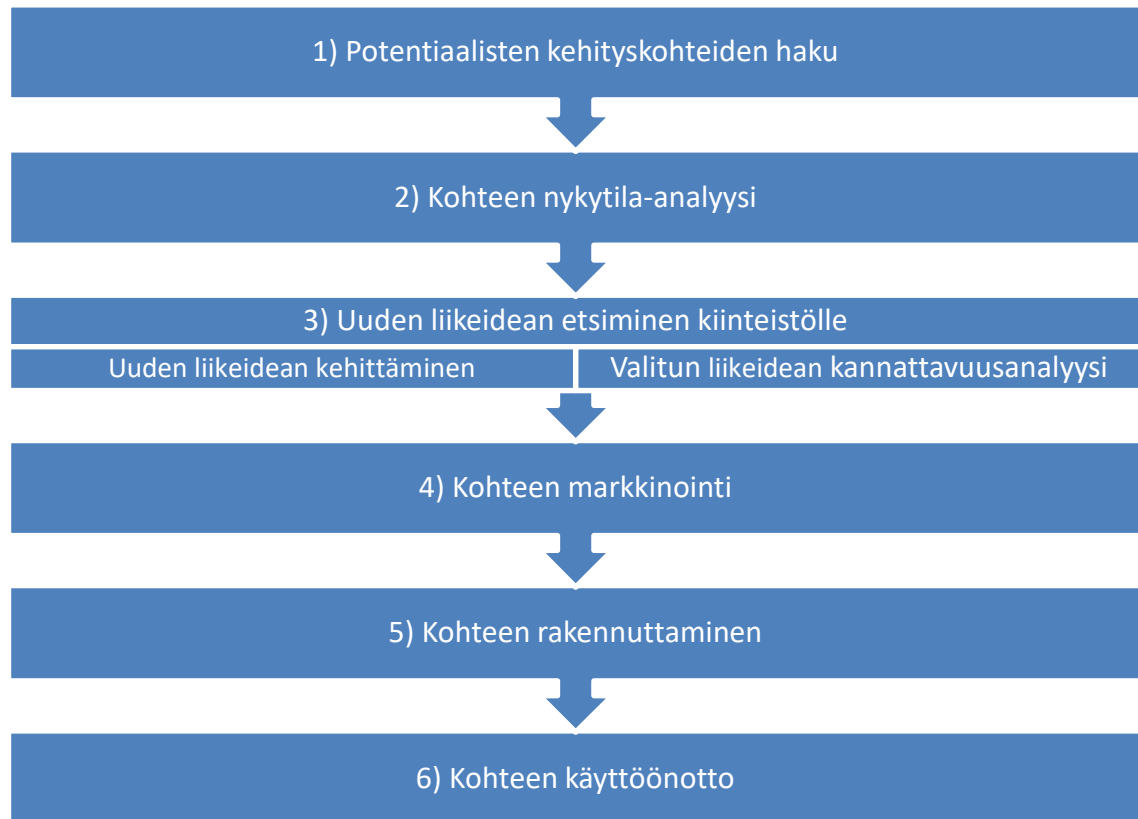 1) Potentiaalisten kehityskohteiden haku
2) Kohteen nykytila-analyysi
3) Uuden liikeidean etsiminen kiinteistölle
Uuden liikeidean kehittäminen
Valitun liikeidean kannattavuusanalyysi
4) Kohteen markkinointi
5) Kohteen rakennuttaminen
6) Kohteen käyttöönotto